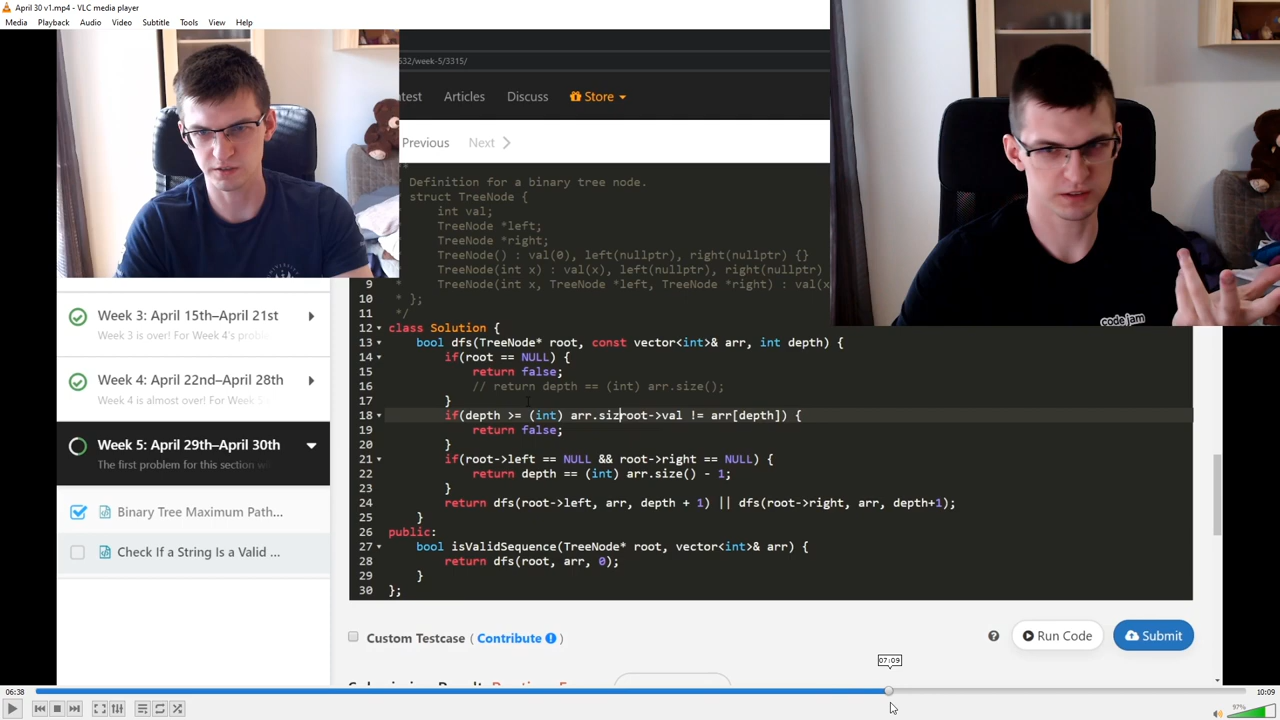 April 30 v1.mp4 - VLC media player
Media Playback Audio Video Subtitle Tools View Help
532/week-5/3315/
Articles Discuss Store
Previous Next
Definition for a binary tree node.
struct TreeNode {
int val;
TreeNode *left;
TreeNode *right;
TreeNode() : val(0), left(nullptr), right(nullptr) {}
TreeNode(int x) : val(x), left(nullptr), right(nullptr)
9 * TreeNode(int x, TreeNode *left, TreeNode *right) : val(x
10 * };
11 */
12 class Solution {
13 bool dfs(TreeNode* root, const vector<int>& arr, int depth) {
14 if(root == NULL) {
15 return false;
16 // return depth == (int) arr.size();
17 }
18 if(depth >= (int) arr.sizroot->val != arr[depth]) {
19 return false;
20 }
21 if(root->left == NULL && root->right == NULL) {
22 return depth == (int) arr.size() - 1;
23 }
24 return dfs(root->left, arr, depth + 1) || dfs(root->right, arr, depth+1);
25 }
26 public:
27 bool isValidSequence(TreeNode* root, vector<int>& arr) {
28 return dfs(root, arr, 0);
29 }
30 };
code jam
Week 3: April 15th–April 21st
Week 3 is over! For Week 4's
Week 4: April 22nd–April 28th
Week 4 is almost over! For Week 5's
Week 5: April 29th–April 30th
The first problem for this section
Binary Tree Maximum Path...
Check If a String Is a Valid ...
Custom Testcase ( Contribute )
? Run Code Submit
07:09
06:38 10:09
97%